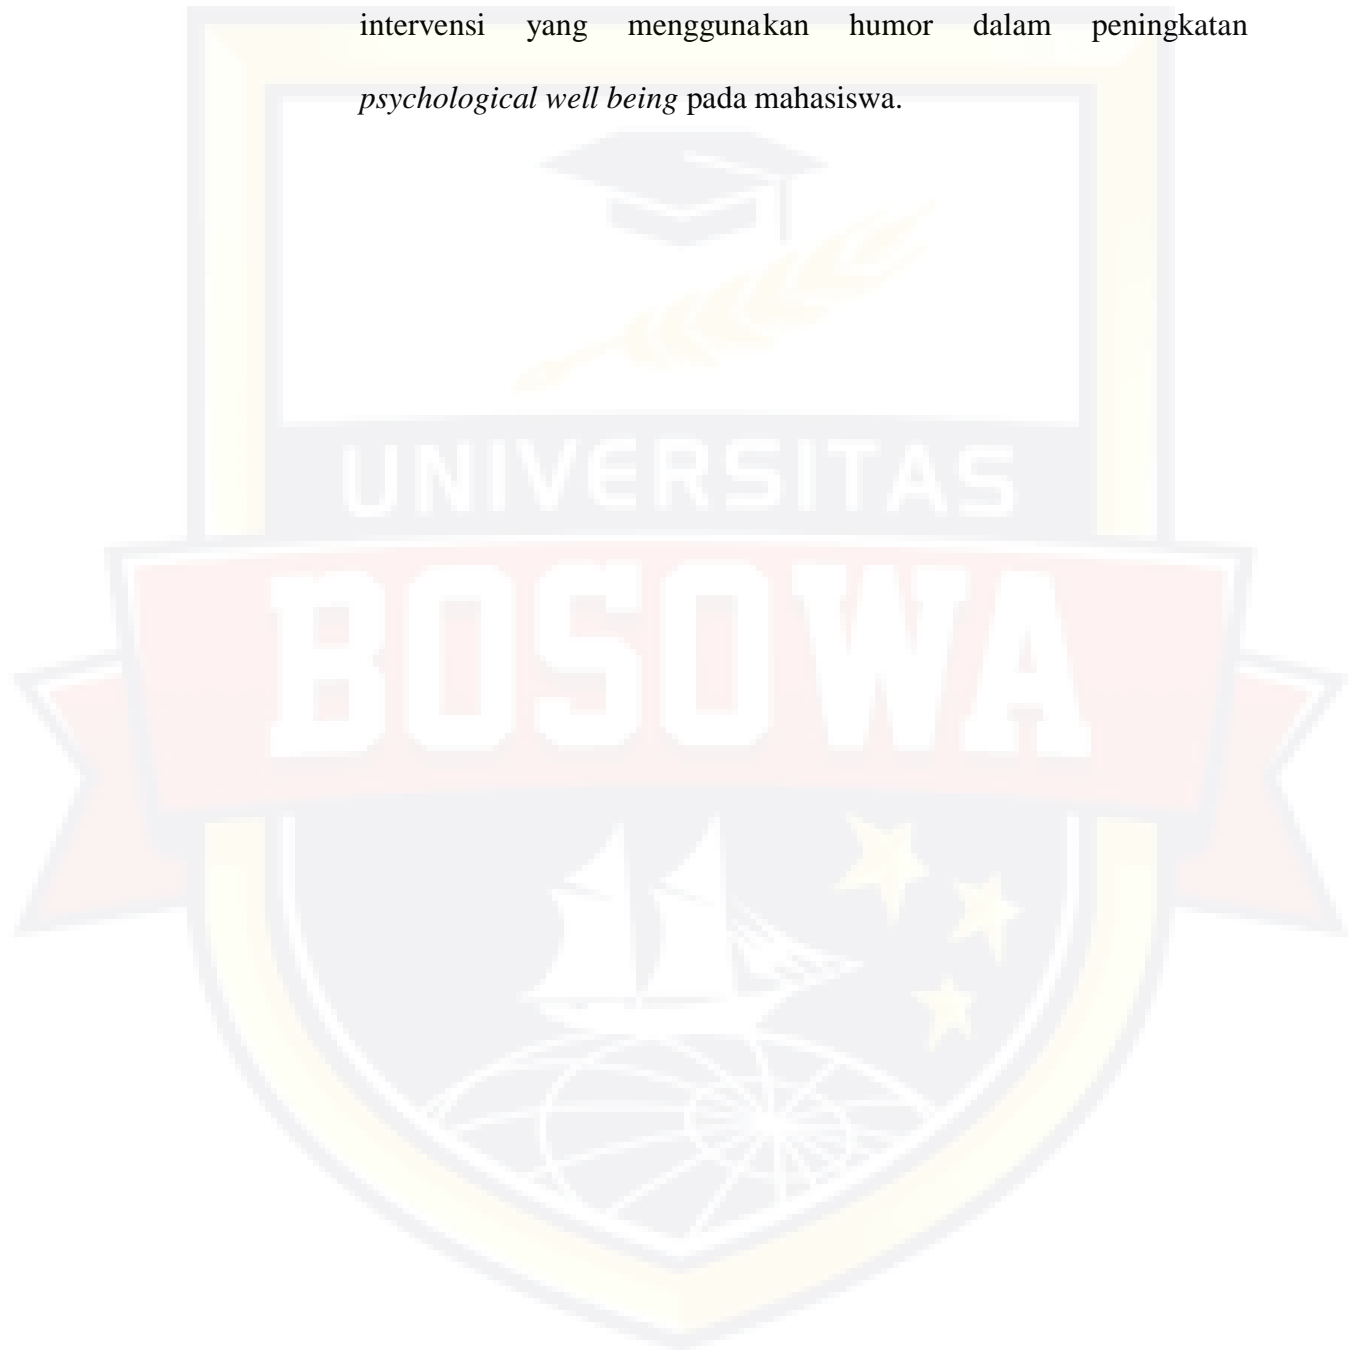 intervensi yang menggunakan humor dalam peningkatan
psychological well being pada mahasiswa.
UNIVERSITAS
BOSOWA